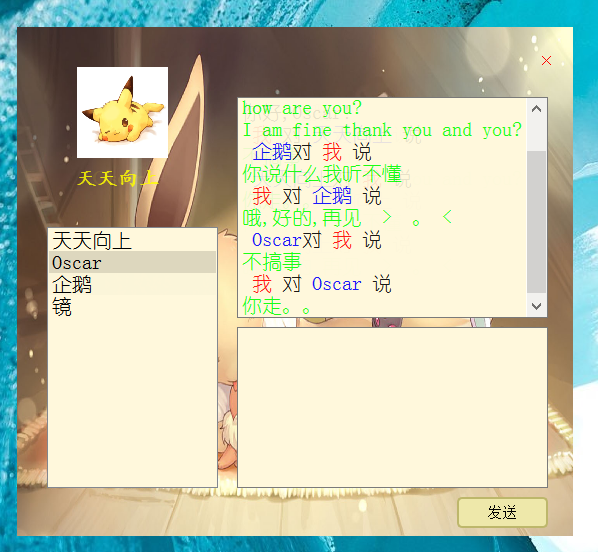 ×
天天向上
how are you?
I am fine thank you and you?
企鹅对 我 说
你说什么我听不懂
我 对 企鹅 说
哦,好的,再见 > 。 <
Oscar对 我 说
不搞事
我 对 Oscar 说
你走。。
天天向上
Oscar
企鹅
镜
发送